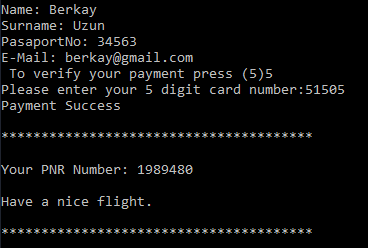 Name: Berkay
Surname: Uzun
PasaportNo: 34563
E-Mail: berkay@gmail.com
To verify your payment press (5)5
Please enter your 5 digit card number:51505
Payment Success
***************************************
Your PNR Number: 1989480
Have a nice flight.
***************************************